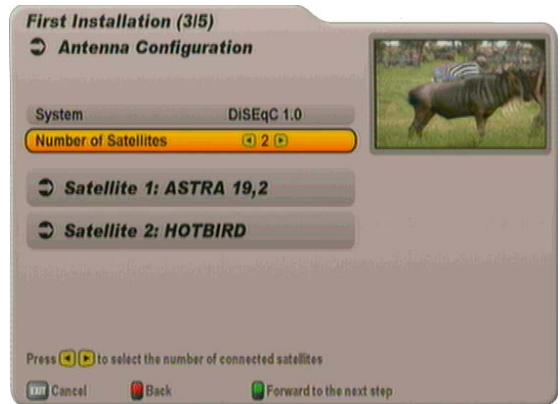 First Installation (3/5)
Antenna Configuration
System DiSEqC 1.0
Number of Satellites 2
Satellite 1: ASTRA 19,2
Satellite 2: HOTBIRD
Press to select the number of connected satellites
EXIT Cancel Back Forward to the next step